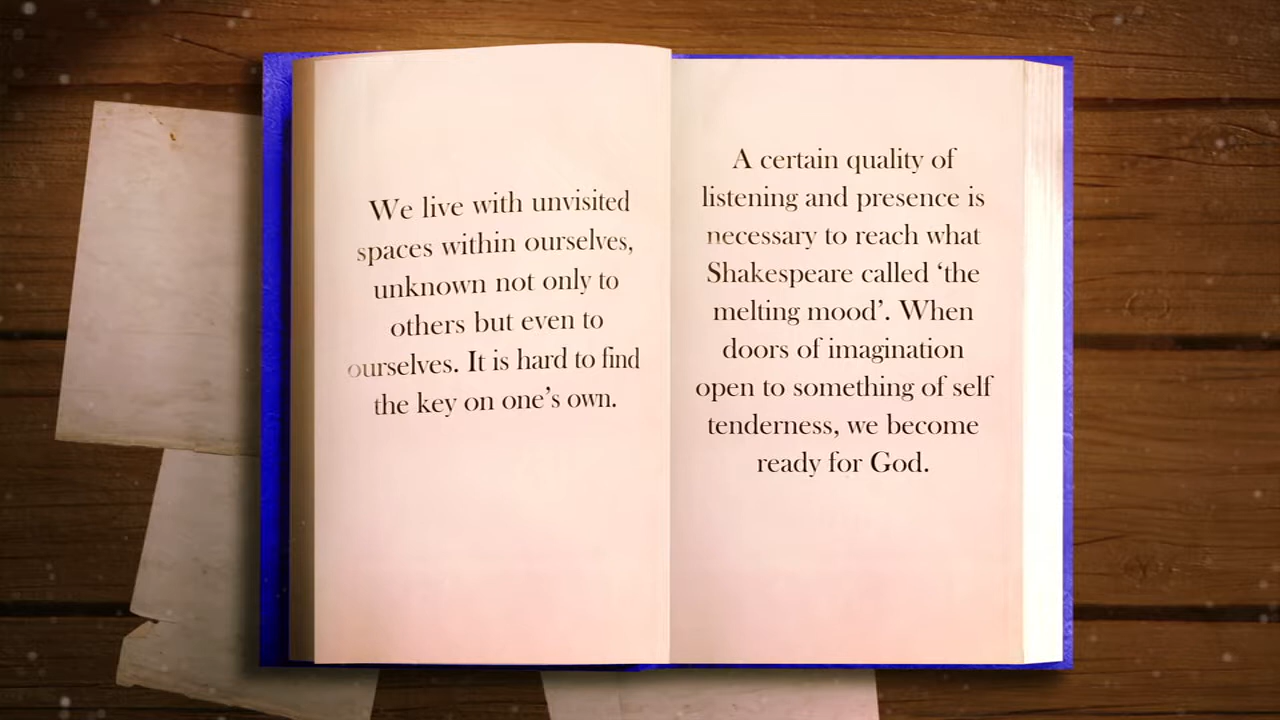 We live with unvisited
spaces within ourselves,
unknown not only to
others but even to
ourselves. It is hard to find
the key on one’s own.
A certain quality of
listening and presence is
necessary to reach what
Shakespeare called ‘the
melting mood’. When
doors of imagination
open to something of self
tenderness, we become
ready for God.